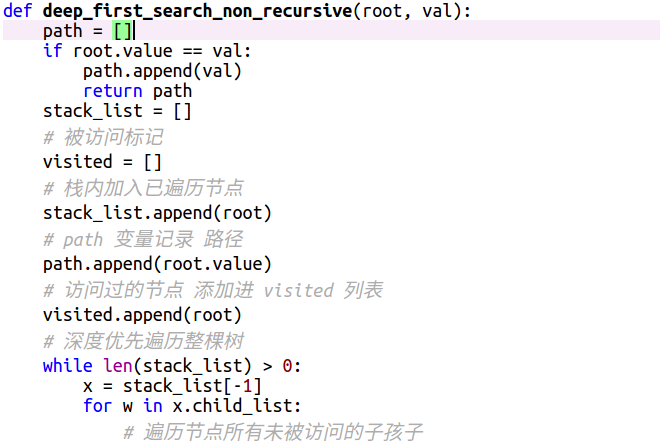 def deep_first_search_non_recursive(root, val):
    path = []
    if root.value == val:
        path.append(val)
        return path
    stack_list = []
    # 被访问标记
    visited = []
    # 栈内加入已遍历节点
    stack_list.append(root)
    # path 变量记录 路径
    path.append(root.value)
    # 访问过的节点 添加进 visited 列表
    visited.append(root)
    # 深度优先遍历整棵树
    while len(stack_list) > 0:
        x = stack_list[-1]
        for w in x.child_list:
            # 遍历节点所有未被访问的子孩子